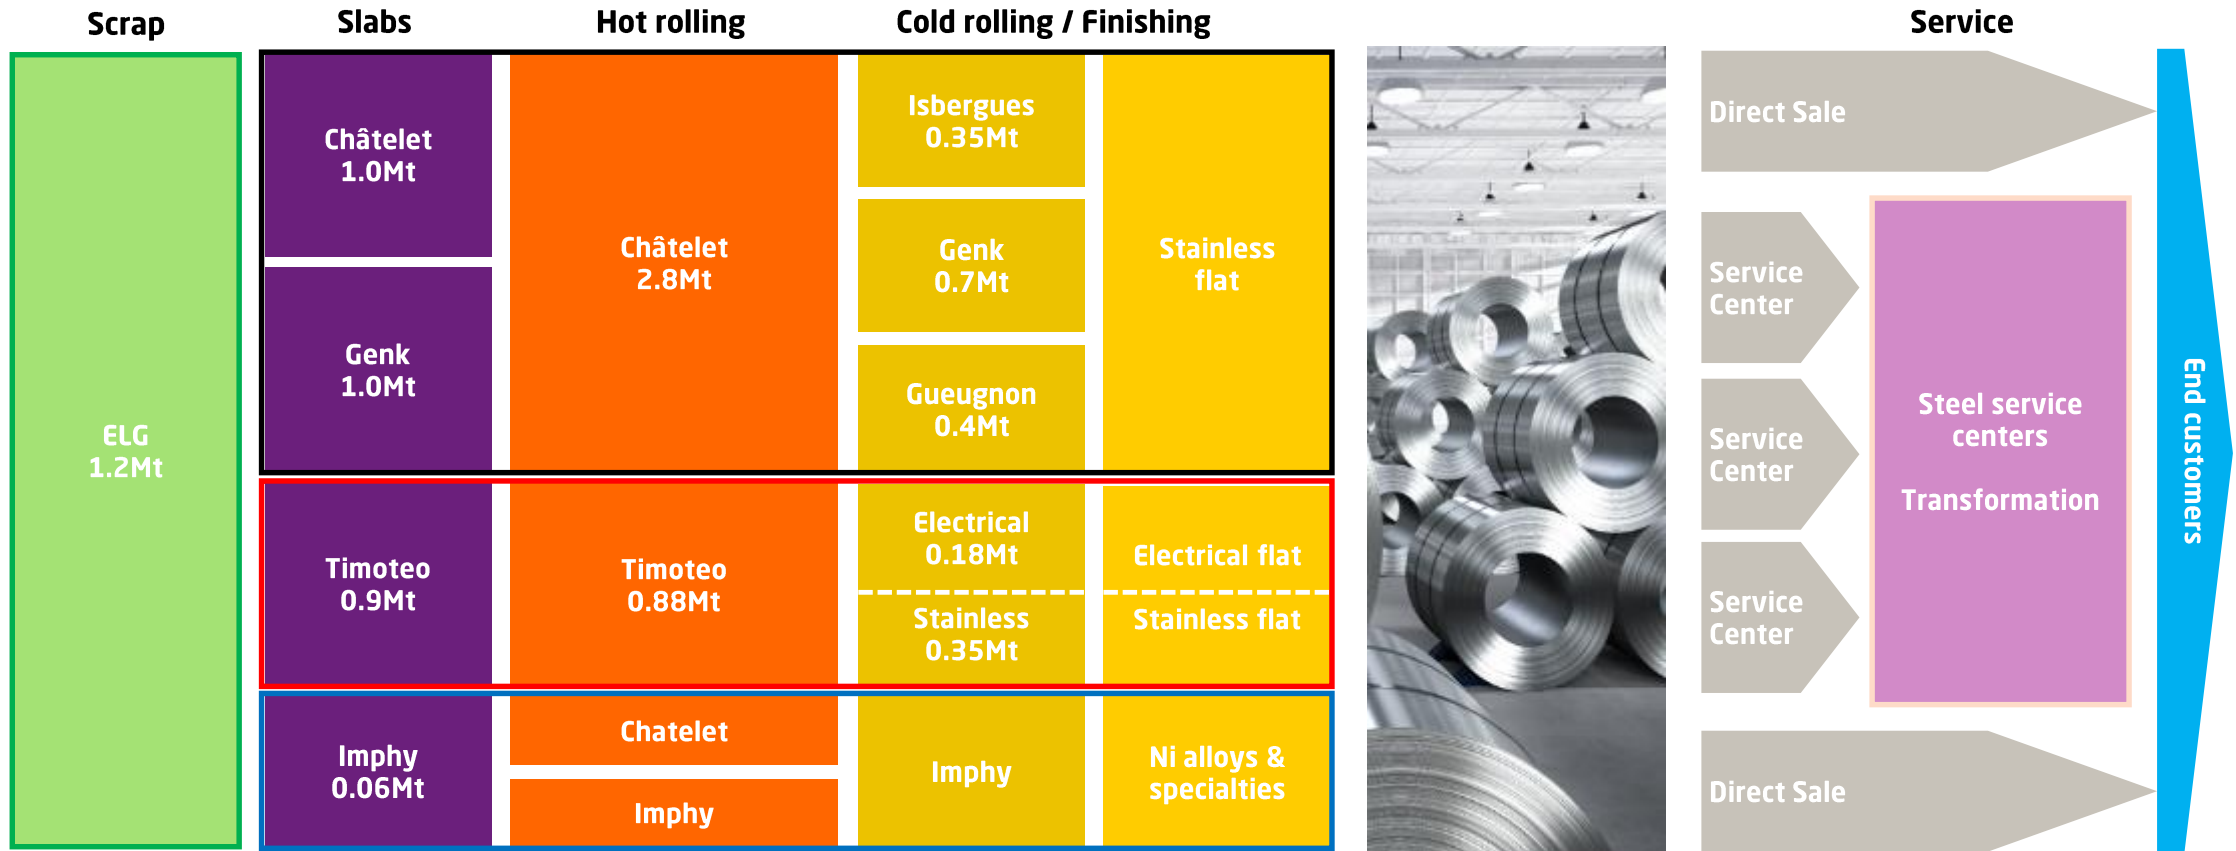 Scrap
Slabs
Hot rolling
Cold rolling / Finishing
Service
ELG
1.2Mt
Châtelet
1.0Mt
Genk
1.0Mt
Châtelet
2.8Mt
Isbergues
0.35Mt
Genk
0.7Mt
Gueugnon
0.4Mt
Stainless
flat
Timoteo
0.9Mt
Timoteo
0.88Mt
Electrical
0.18Mt
Stainless
0.35Mt
Electrical flat
Stainless flat
Imphy
0.06Mt
Chatelet
Imphy
Imphy
Ni alloys &
specialties
Direct Sale
Service
Center
Service
Center
Service
Center
Direct Sale
Steel service
centers
Transformation
End customers